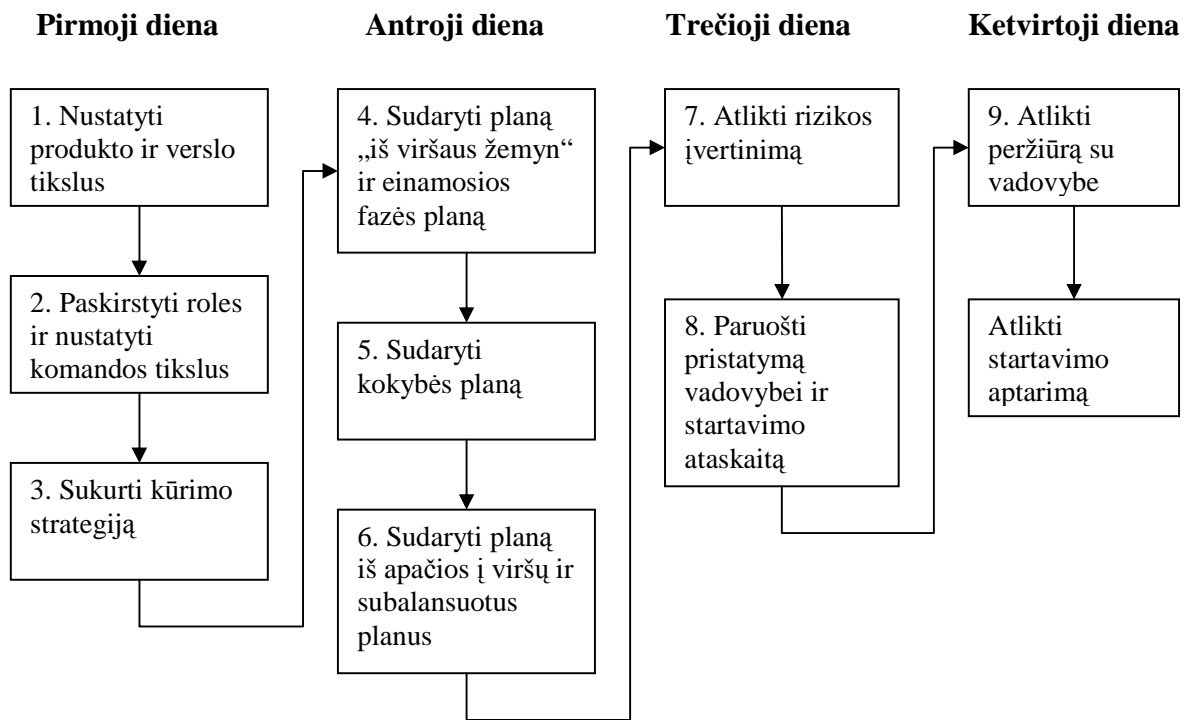 Pirmoji diena
Antroji diena
Trečioji diena
Ketvirtoji diena
1. Nustatyti
produkto ir verslo
tikslus
2. Paskirstyti roles
ir nustatyti
komandos tikslus
3. Sukurti kūrimo
strategiją
4. Sudaryti planą
„iš viršaus žemyn“
ir einamosios
fazės planą
5. Sudaryti
kokybės planą
6. Sudaryti planą
iš apačios į viršų ir
subalansuotus
planus
7. Atlikti rizikos
įvertinimą
8. Paruošti
pristatymą
vadovybei ir
startavimo
ataskaitą
9. Atlikti
peržiūrą su
vadovybe
Atlikti
startavimo
aptarimą